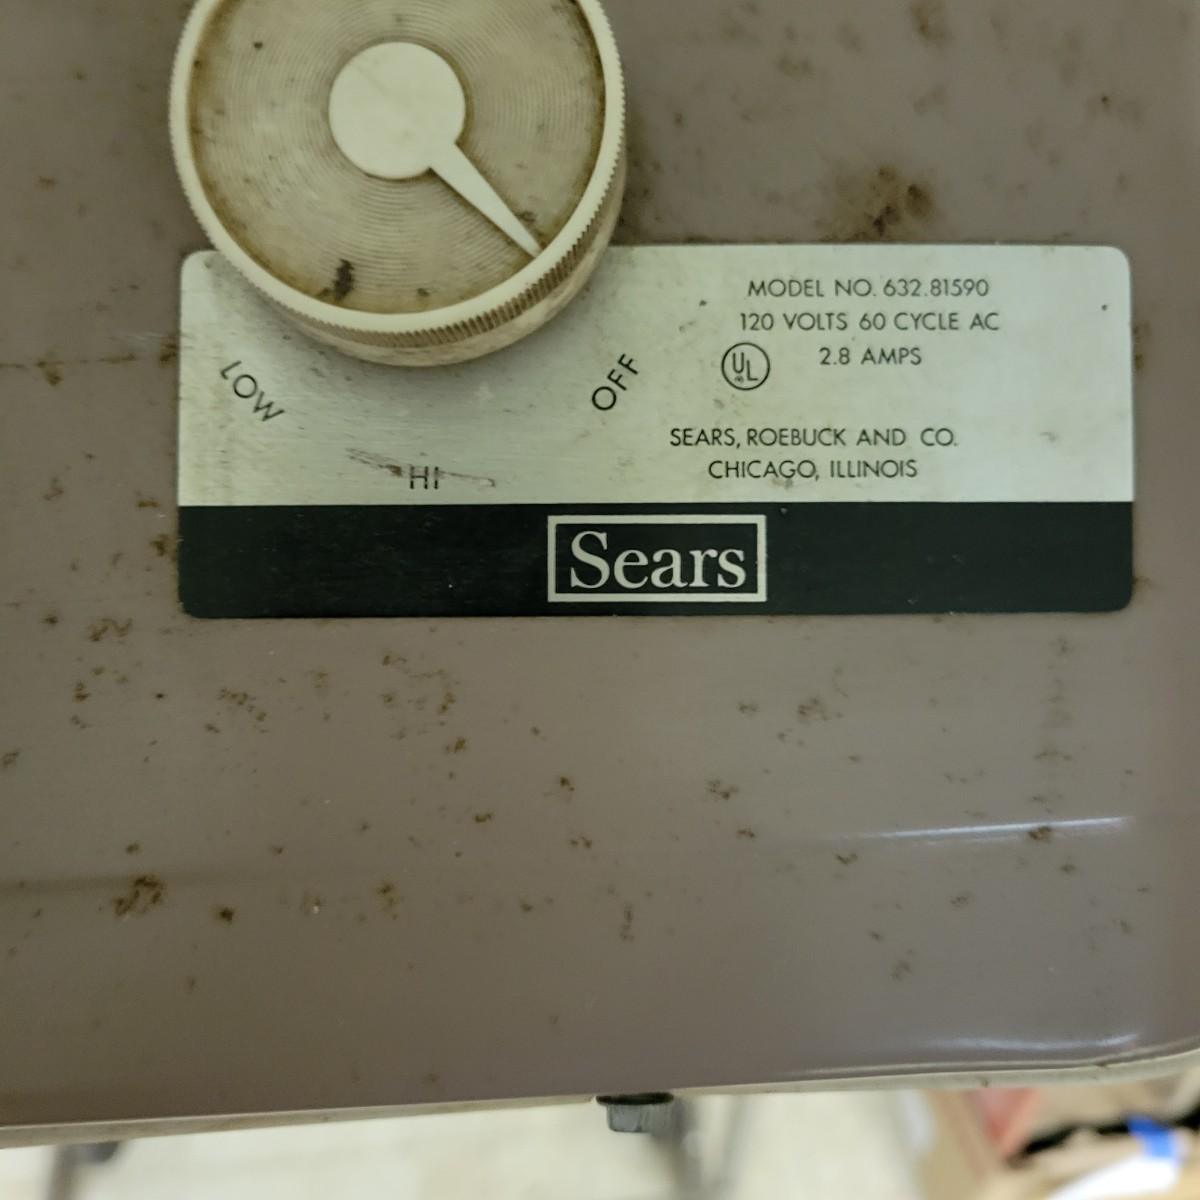 MODEL NO. 632.81590
120 VOLTS 60 CYCLE AC
UL 2.8 AMPS
LOW
OFF
HI
SEARS, ROEBUCK AND CO.
CHICAGO, ILLINOIS
Sears